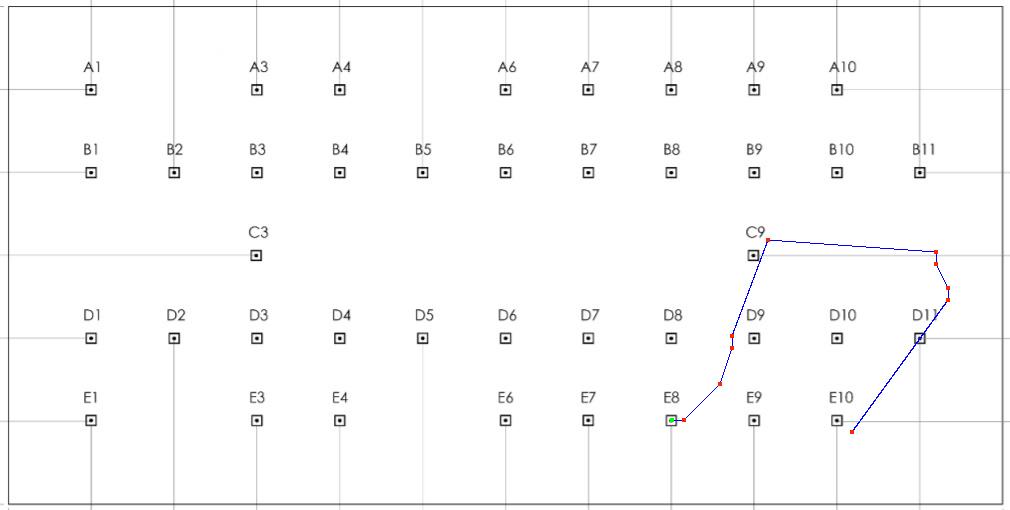 A1 A3 A4 A6 A7 A8 A9 A10
B1 B2 B3 B4 B5 B6 B7 B8 B9 B10 B11
C3 C9
D1 D2 D3 D4 D5 D6 D7 D8 D9 D10 D11
E1 E3 E4 E6 E7 E8 E9 E10